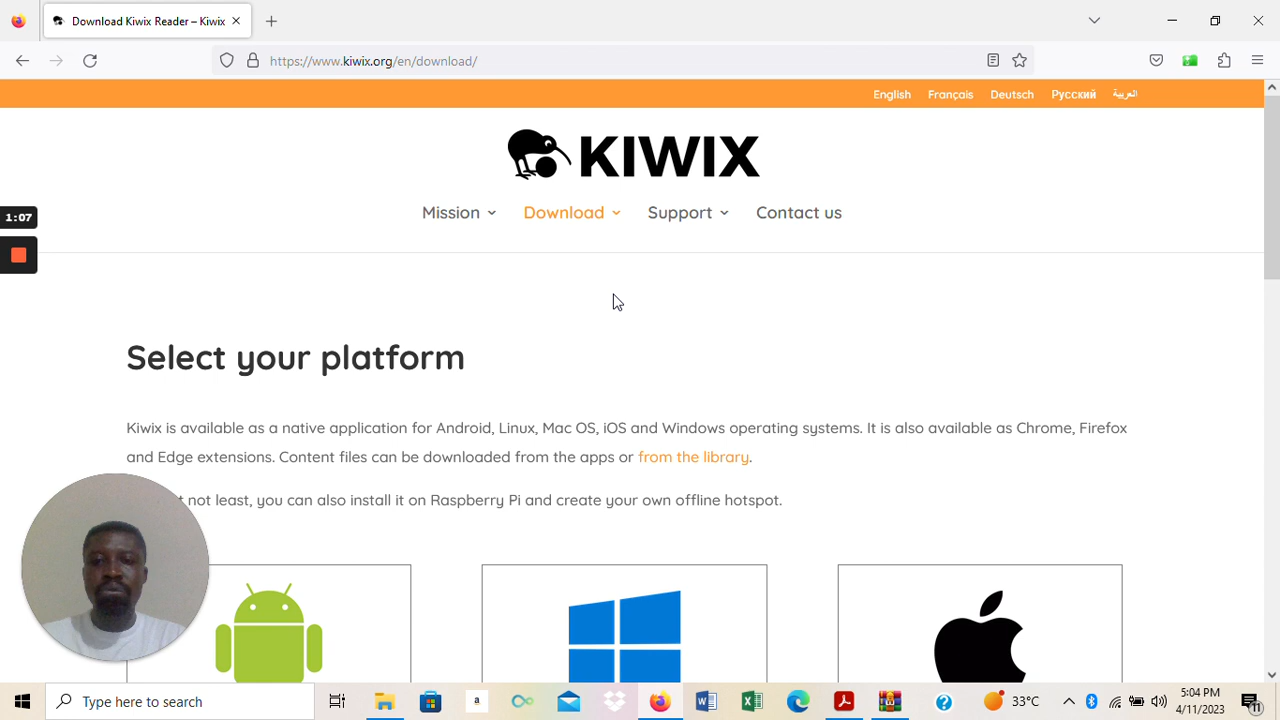 Download Kiwix Reader – Kiwix
https://www.kiwix.org/en/download/
English Français Deutsch Русский العربية
KIWIX
Mission Download Support Contact us
1:07
Select your platform
Kiwix is available as a native application for Android, Linux, Mac OS, iOS and Windows operating systems. It is also available as Chrome, Firefox
and Edge extensions. Content files can be downloaded from the apps or from the library.
not least, you can also install it on Raspberry Pi and create your own offline hotspot.
Type here to search
a
33°C
5:04 PM
4/11/2023
11